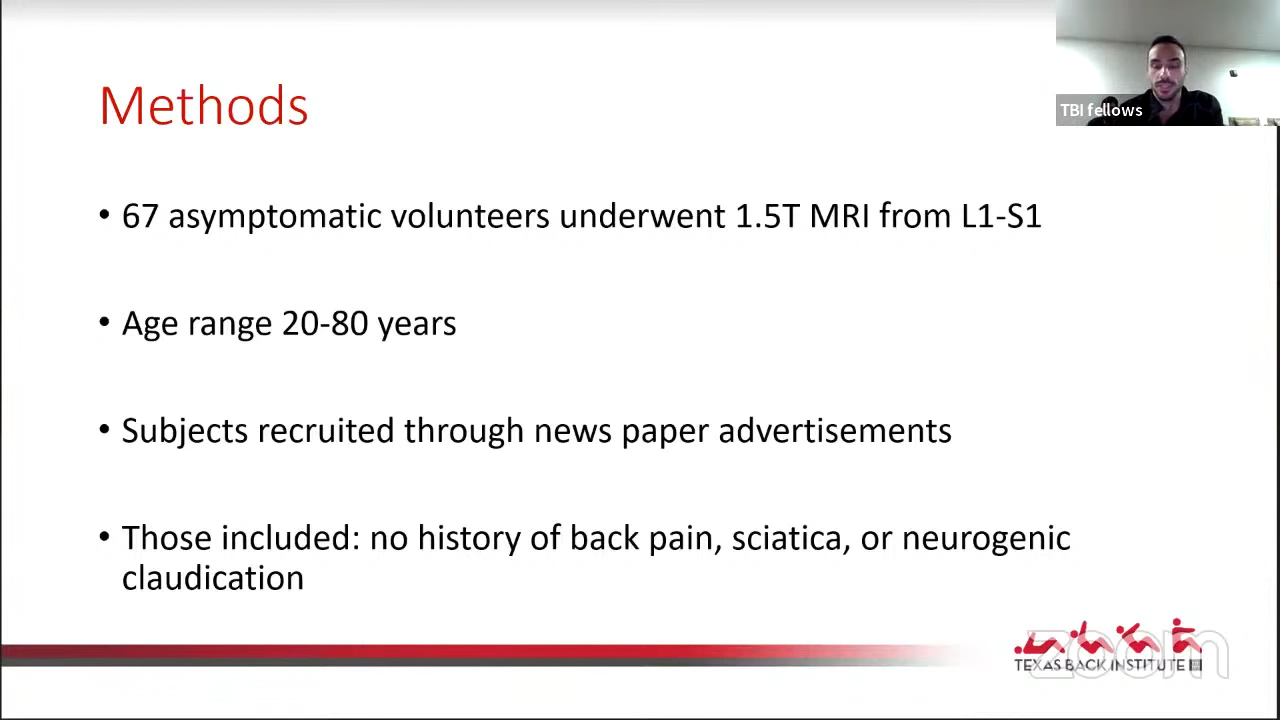 TBI fellows
Methods
• 67 asymptomatic volunteers underwent 1.5T MRI from L1-S1
• Age range 20-80 years
• Subjects recruited through news paper advertisements
• Those included: no history of back pain, sciatica, or neurogenic
claudication
zoom
TEXAS BACK INSTITUTE